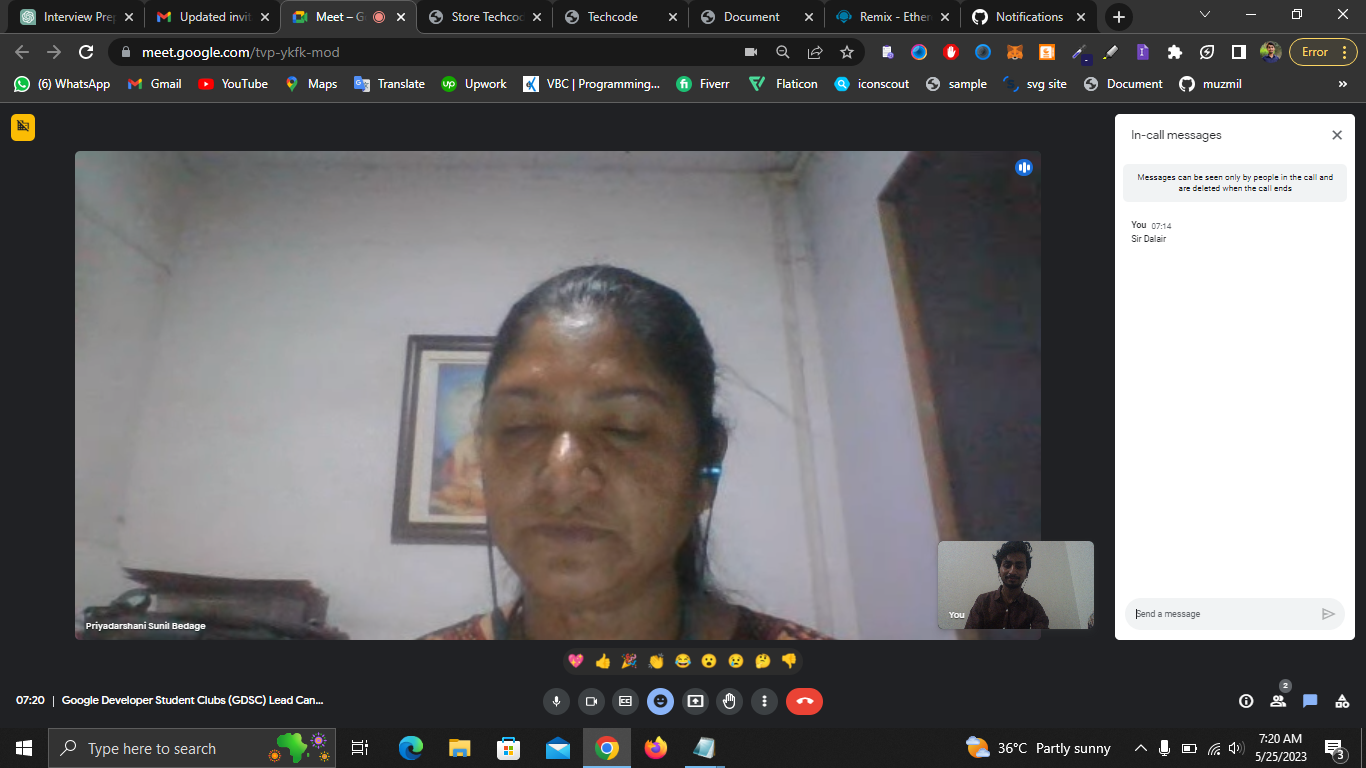 Interview Prep
Updated invit
Meet – G
Store Techcod
Techcode
Document
Remix - Ether
Notifications
meet.google.com/tvp-ykfk-mod
Error
(6) WhatsApp
Gmail
YouTube
Maps
Translate
up
Upwork
VBC | Programming...
fi
Fiverr
Flaticon
iconscout
sample
svg site
Document
muzmil
»
In-call messages
Messages can be seen only by people in the call and
are deleted when the call ends
You 07:14
Sir Dalair
Priyadarshani Sunil Bedage
You
Send a message
07:20 | Google Developer Student Clubs (GDSC) Lead Can...
2
Type here to search
36°C Partly sunny
7:20 AM
5/25/2023
3